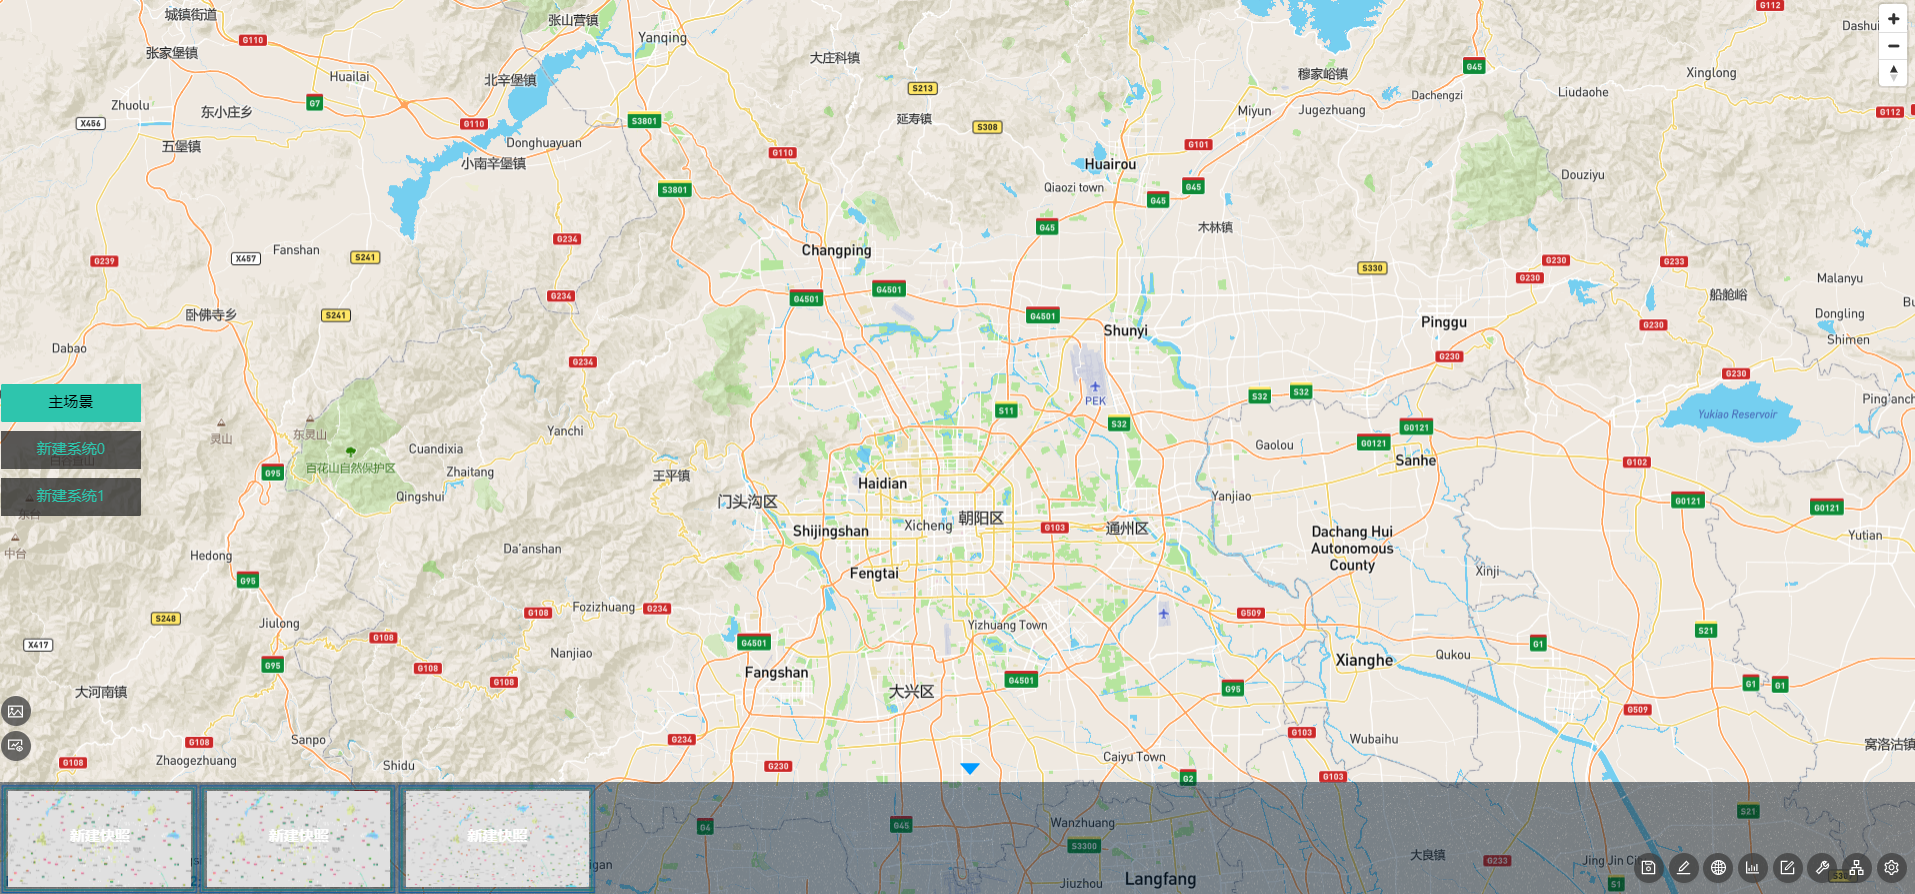 城镇街道
张山营镇
G112
Dashui
G110
Yanqing
张家堡镇
大庄科镇
G45
Huailai
北辛堡镇
穆家峪镇
Xinglong
S213
Liudaohe
Dachengzi
Zhuolu
G7
东小庄乡
Miyun
Jugezhuang
G112
X456
G110
S3801
延寿镇
S308
Donghuayuan
五堡镇
G110
G101
小南辛堡镇
Huairou
Douziyu
S3801
Qiaozi town
G45
G45
G45
木林镇
G234
Fanshan
Changping
X457
S241
G239
S330
G230
G233
G230
Malanyu
G4501
G4501
G234
船舱峪
卧佛寺乡
S241
G4501
Dongling
Shunyi
Pinggu
G230
Shimen
Dabao
G234
G230
G230
PEK
S32
S32
主场景
S11
Yukiao Reservoir
灵山
东灵山
S32
G0121
Yanchi
G0121
Gaolou
新建系统0
Cuandixia
Sanhe
G102
百花山自然保护区
G95
Zhaitang
王平镇
Haidian
新建系统1
Qingshui
Yanjiao
G0121
G0121
门头沟区
东台
Xicheng
朝阳区
G103
通州区
Shijingshan
Dachang Hui
Autonomous
County
Yutian
中台
Hedong
Da'anshan
Fengtai
Xinji
G95
Fozizhuang
G234
G108
G509
S248
Jiulong
Yizhuang Town
S21
X417
G108
G4501
G1
Nanjiao
Xianghe
Qukou
G95
G108
Fangshan
G4501
G108
G95
G1
G1
大河南镇
大兴区
G509
G103
Sanpo
G234
Wubaihu
G108
窝洛沽镇
Zhaogezhuang
Shidu
G108
G230
Caiyu Town
G2
G103
新建快照
新建快照
新建快照
G4
G45
Wanzhuang
S21
S3300
大良镇
G233
Jiuzhou
Langfang
S1